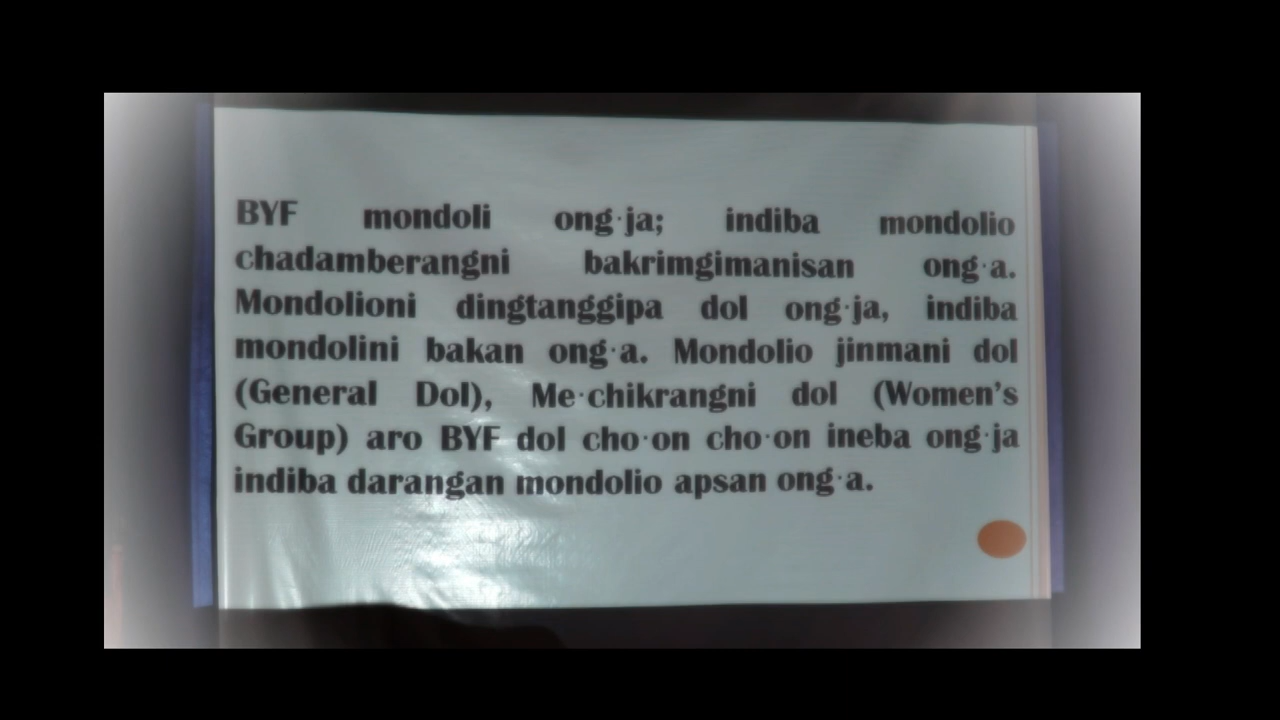 BYF mondoli ong·ja; indiba mondolio
chadamberangni bakrimgimanisan ong·a.
Mondolioni dingtanggipa dol ong·ja, indiba
mondolini bakan ong·a. Mondolio jinmani dol
(General Dol), Me·chikrangni dol (Women’s
Group) aro BYF dol cho·on cho·on ineba ong·ja
indiba darangan mondolio apsan ong·a.